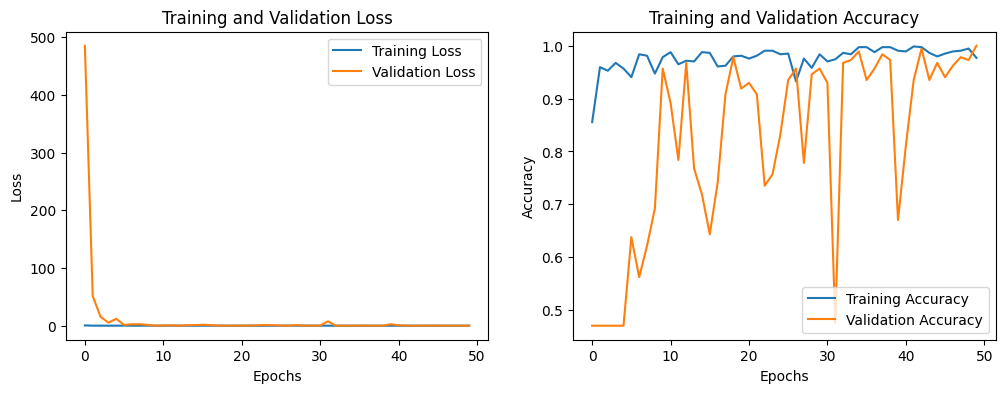 Training and Validation Loss
500
400
300
200
100
0
Loss
0 10 20 30 40 50
Epochs
Training Loss
Validation Loss
Training and Validation Accuracy
1.0
0.9
0.8
0.7
0.6
0.5
Accuracy
0 10 20 30 40 50
Epochs
Training Accuracy
Validation Accuracy